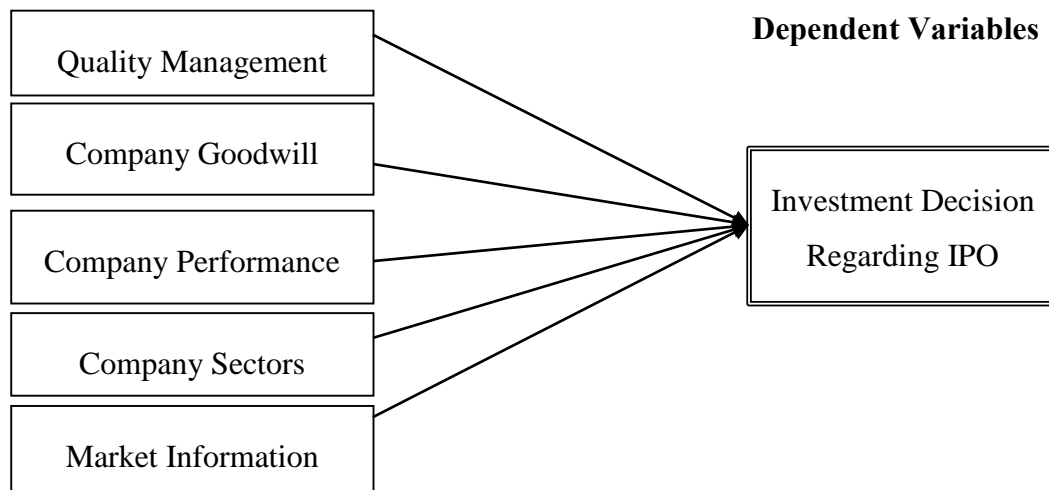 Dependent Variables
Quality Management
Company Goodwill
Company Performance
Company Sectors
Market Information
Investment Decision
Regarding IPO